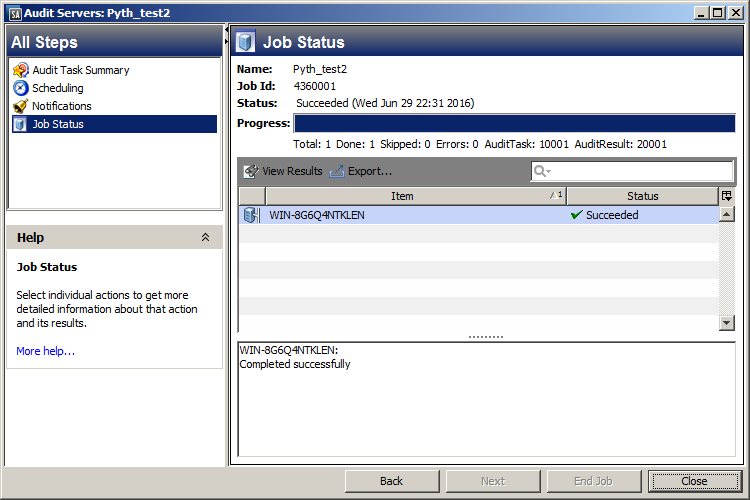 SA Audit Servers: Pyth_test2
All Steps
Audit Task Summary
Scheduling
Notifications
Job Status
Help
Job Status
Select individual actions to get more
detailed information about that action
and its results.
More help...
Job Status
Name: Pyth_test2
Job Id: 4360001
Status: Succeeded (Wed Jun 29 22:31 2016)
Progress:
Total: 1 Done: 1 Skipped: 0 Errors: 0 AuditTask: 10001 AuditResult: 20001
View Results Export...
Item 1 Status
WIN-8G6Q4NTKLEN Succeeded
WIN-8G6Q4NTKLEN:
Completed successfully
Back Next End Job Close